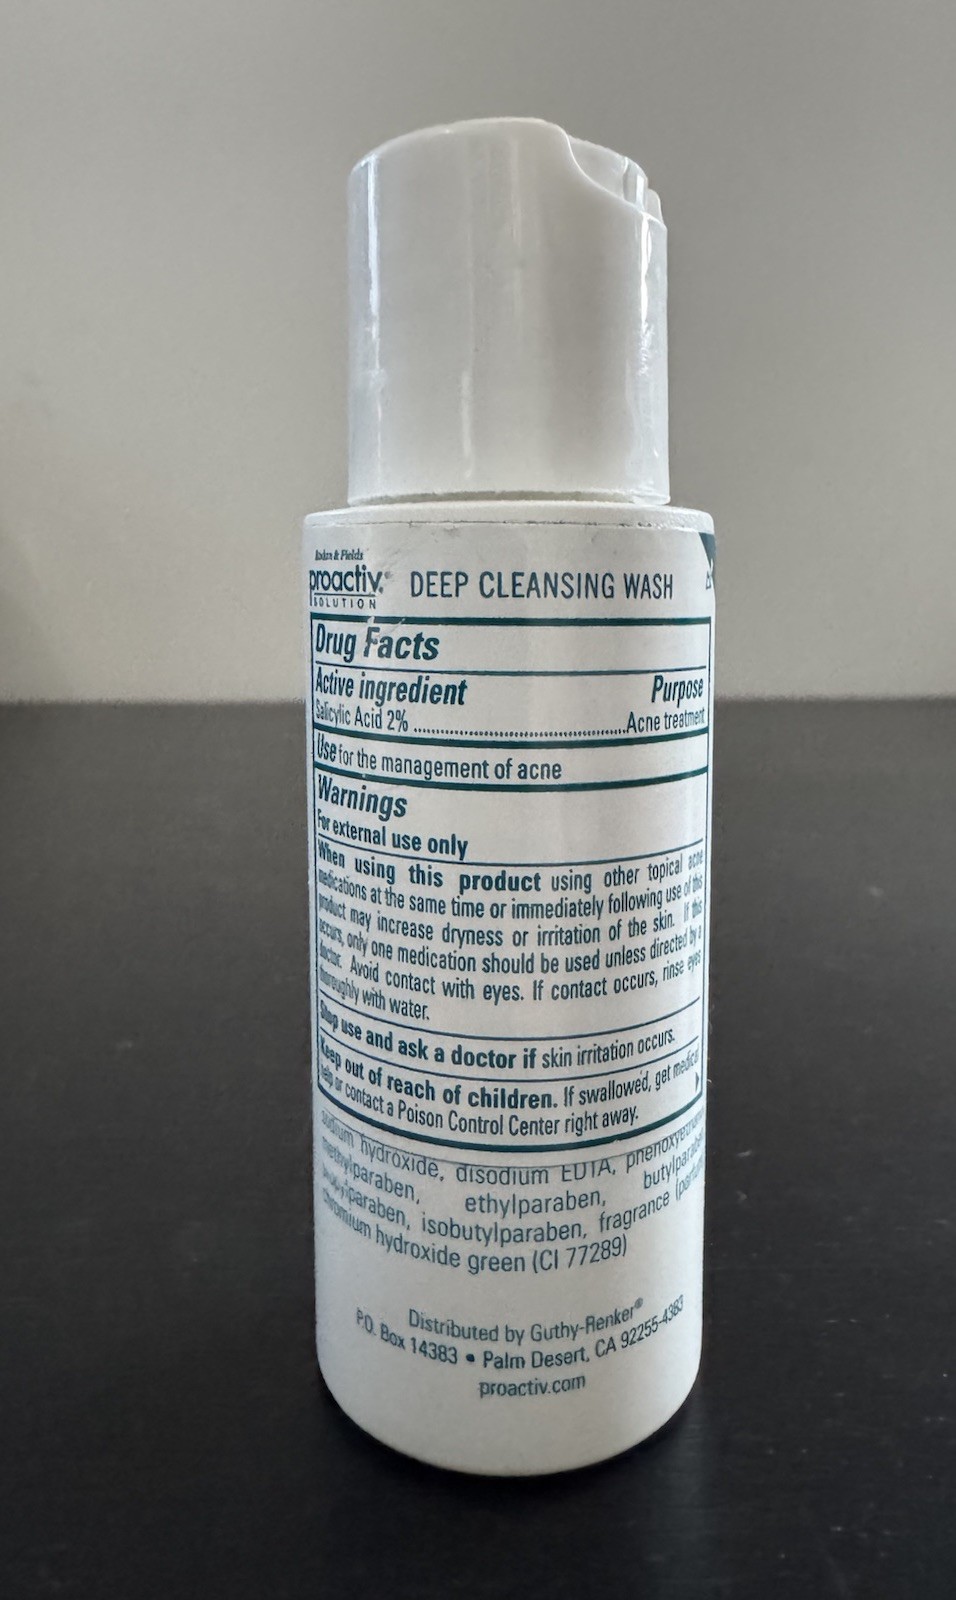 Rodan & Fields
proactiv®
SOLUTION
DEEP CLEANSING WASH
Drug Facts
Active ingredient Purpose
Salicylic Acid 2% ........................................Acne treatment
Use for the management of acne
Warnings
For external use only
When using this product using other topical acne
medications at the same time or immediately following use of this
product may increase dryness or irritation of the skin. If this
occurs, only one medication should be used unless directed by a
doctor. Avoid contact with eyes. If contact occurs, rinse eyes
thoroughly with water.
Stop use and ask a doctor if skin irritation occurs.
Keep out of reach of children. If swallowed, get medical
help or contact a Poison Control Center right away.
sodium hydroxide, disodium EDTA,
methylparaben, ethylparaben,
propylparaben, isobutylparaben, fragrance
chromium hydroxide green (CI 77289)
Distributed by Guthy-Renker®
P.O. Box 14383 • Palm Desert, CA 92255-4383
proactiv.com